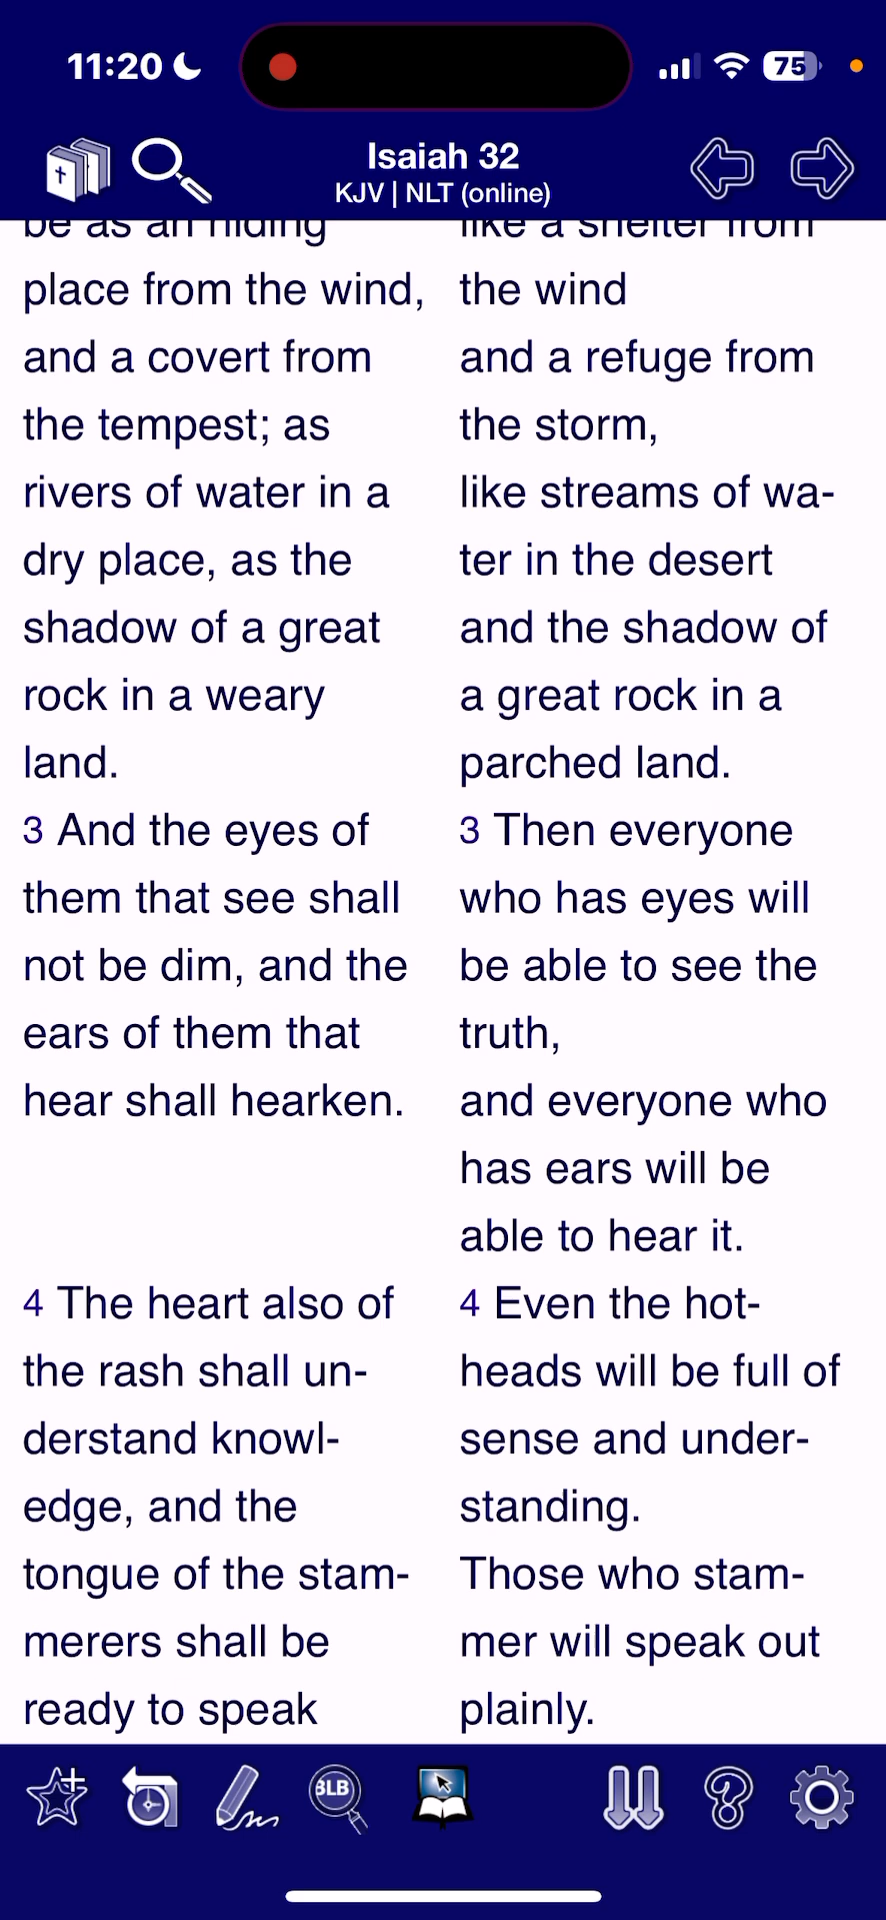 11:20
75
Isaiah 32
KJV | NLT (online)
be as an hiding
place from the wind,
and a covert from
the tempest; as
rivers of water in a
dry place, as the
shadow of a great
rock in a weary
land.
3 And the eyes of
them that see shall
not be dim, and the
ears of them that
hear shall hearken.
4 The heart also of
the rash shall un-
derstand knowl-
edge, and the
tongue of the stam-
merers shall be
ready to speak
like a shelter from
the wind
and a refuge from
the storm,
like streams of wa-
ter in the desert
and the shadow of
a great rock in a
parched land.
3 Then everyone
who has eyes will
be able to see the
truth,
and everyone who
has ears will be
able to hear it.
4 Even the hot-
heads will be full of
sense and under-
standing.
Those who stam-
mer will speak out
plainly.
BLB